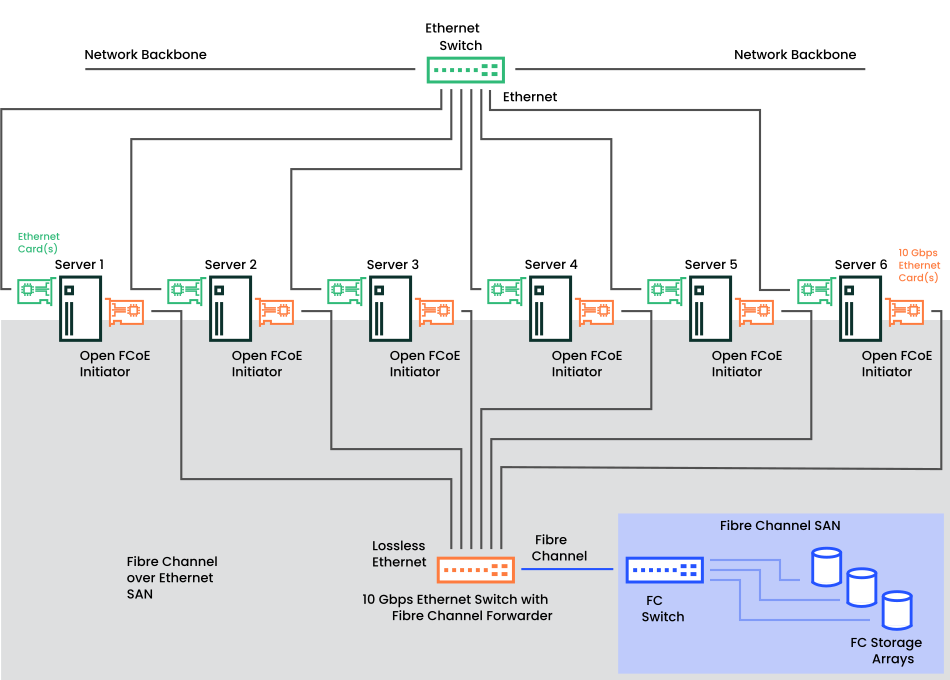 Ethernet
Switch
Network Backbone
Network Backbone
Ethernet
Ethernet
Card(s)
10 Gbps
Ethernet
Card(s)
Server 1
Server 2
Server 3
Server 4
Server 5
Server 6
Open FCoE
Initiator
Open FCoE
Initiator
Open FCoE
Initiator
Open FCoE
Initiator
Open FCoE
Initiator
Open FCoE
Initiator
Fibre Channel
over Ethernet
SAN
Lossless
Ethernet
10 Gbps Ethernet Switch with
Fibre Channel Forwarder
Fibre
Channel
Fibre Channel SAN
FC
Switch
FC Storage
Arrays